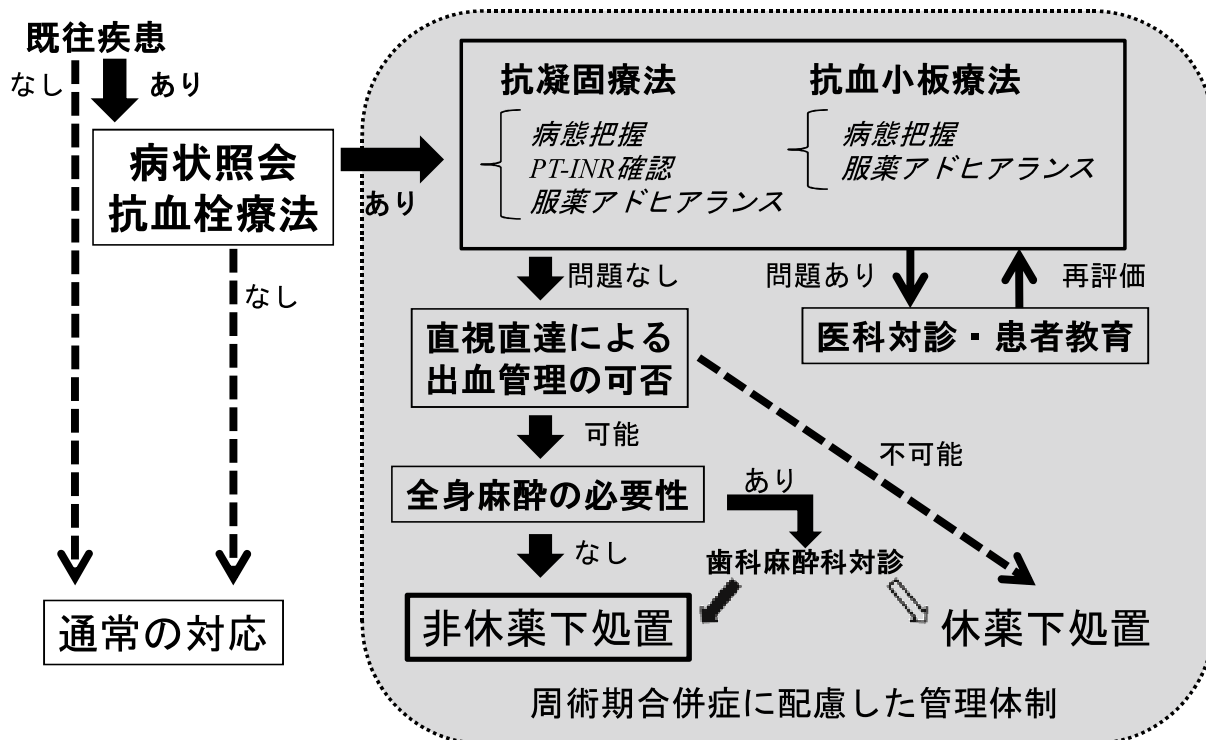 既往疾患
なし
あり
病状照会
抗血栓療法
あり
なし
通常の対応
抗凝固療法
病態把握
PT-INR確認
服薬アドヒアランス
抗血小板療法
病態把握
服薬アドヒアランス
問題なし
問題あり
再評価
直視直達による
出血管理の可否
医科対診・患者教育
可能
不可能
全身麻酔の必要性
あり
なし
歯科麻酔科対診
非休薬下処置
休薬下処置
周術期合併症に配慮した管理体制